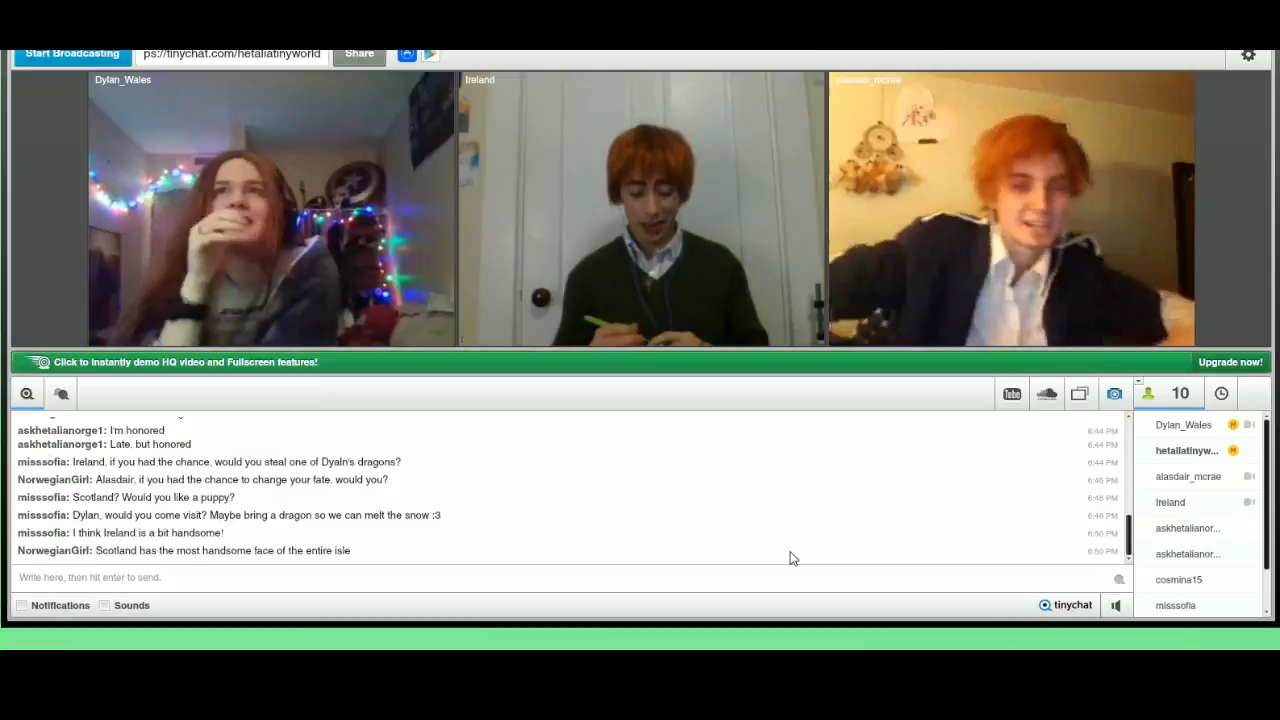 Start Broadcasting
ps://tinychat.com/hetaliatinyworld
Share
Dylan_Wales
Ireland
alasdair_mcrae
Click to instantly demo HQ video and Fullscreen features!
Upgrade now!
You Tube
10
askhetalianorge1: I'm honored 6:44 PM
askhetalianorge1: Late, but honored 6:44 PM
misssofia: Ireland, if you had the chance, would you steal one of Dyaln's dragons? 6:44 PM
NorwegianGirl: Alasdair, if you had the chance to change your fate, would you? 6:45 PM
misssofia: Scotland? Would you like a puppy? 6:46 PM
misssofia: Dylan, would you come visit? Maybe bring a dragon so we can melt the snow :3 6:46 PM
misssofia: I think Ireland is a bit handsome! 6:50 PM
NorwegianGirl: Scotland has the most handsome face of the entire isle 6:50 PM
Dylan_Wales M
hetaliatinyw... M
alasdair_mcrae
Ireland
askhetalianor...
askhetalianor...
cosmina15
misssofia
Write here, then hit enter to send.
Notifications
Sounds
tinychat